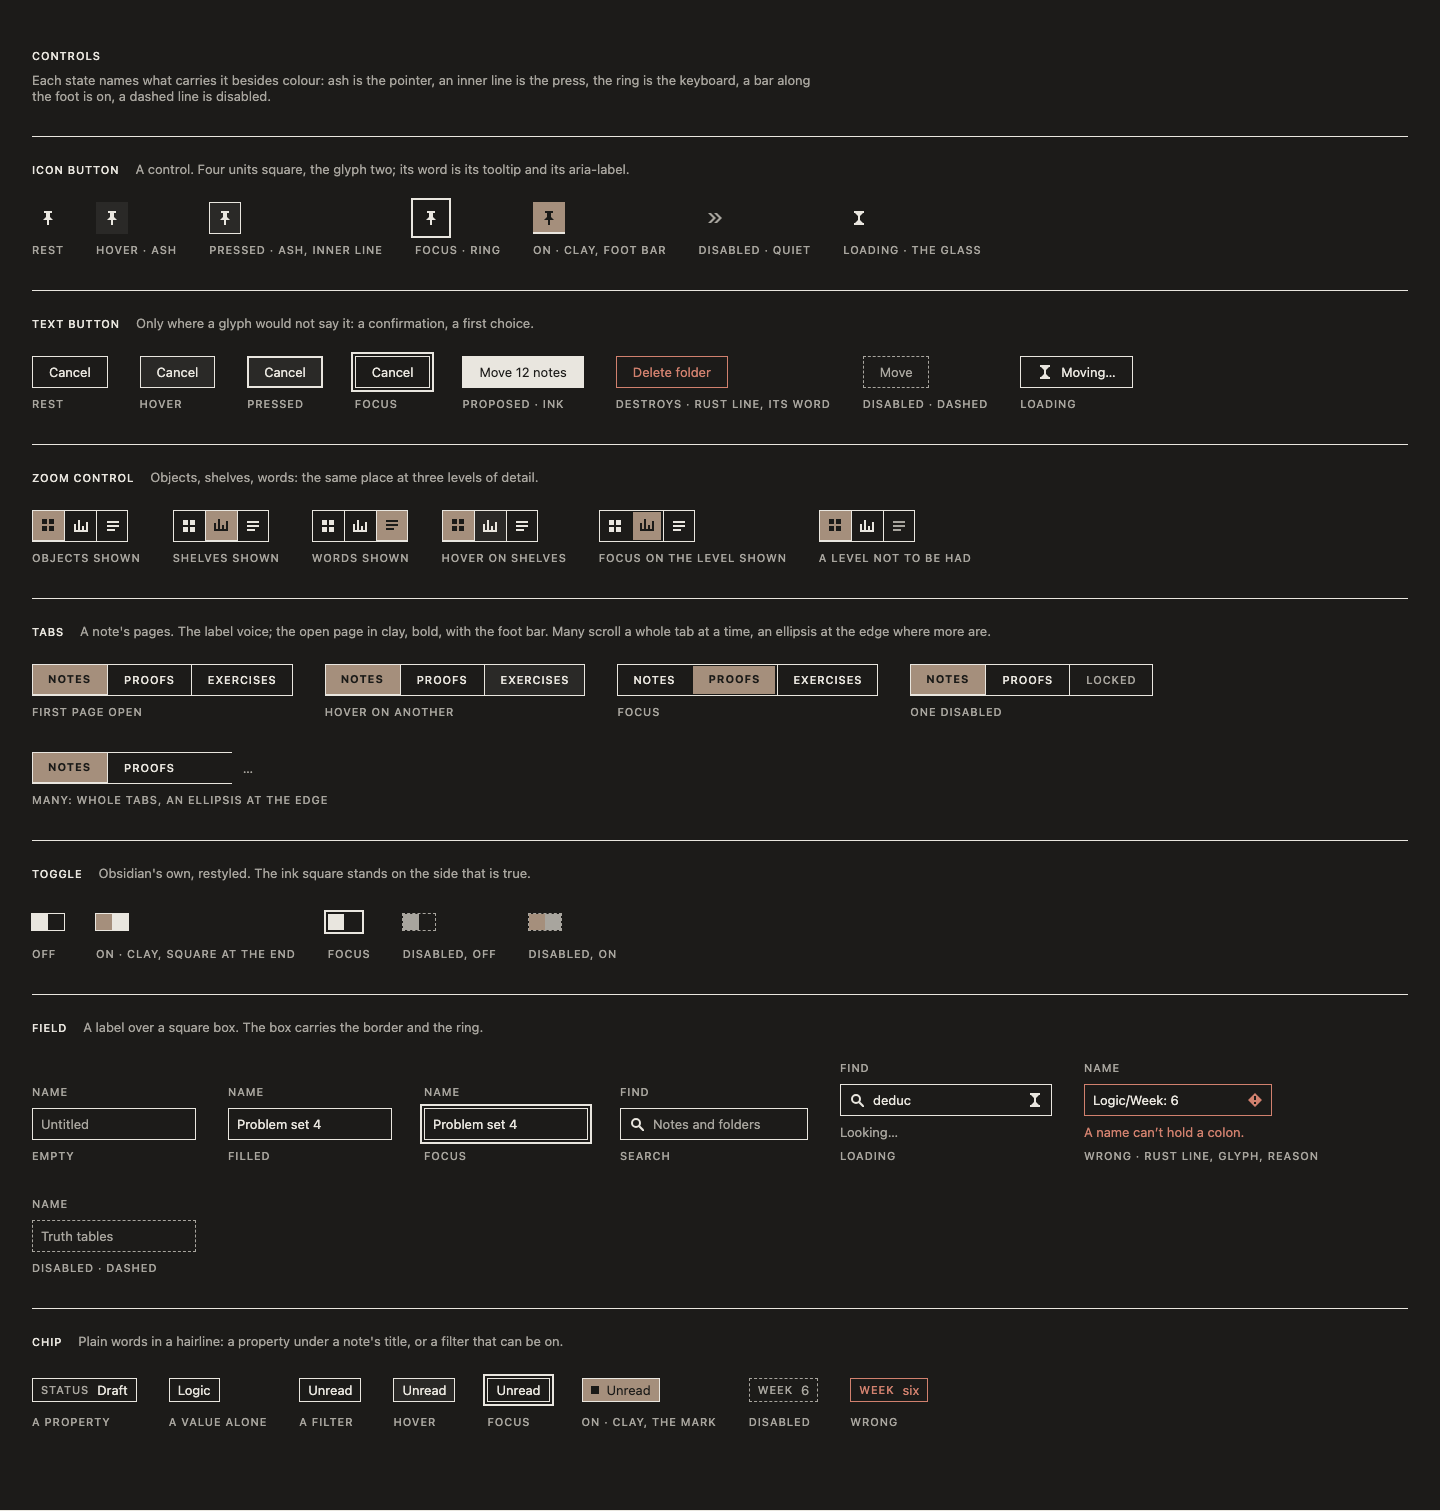 CONTROLS
Each state names what carries it besides colour: ash is the pointer, an inner line is the press, the ring is the keyboard, a bar along
the foot is on, a dashed line is disabled.
ICON BUTTON A control. Four units square, the glyph two; its word is its tooltip and its aria-label.
REST HOVER · ASH PRESSED · ASH, INNER LINE FOCUS · RING ON · CLAY, FOOT BAR DISABLED · QUIET LOADING · THE GLASS
TEXT BUTTON Only where a glyph would not say it: a confirmation, a first choice.
Cancel Cancel Cancel Cancel Move 12 notes Delete folder Move Moving…
REST HOVER PRESSED FOCUS PROPOSED · INK DESTROYS · RUST LINE, ITS WORD DISABLED · DASHED LOADING
ZOOM CONTROL Objects, shelves, words: the same place at three levels of detail.
OBJECTS SHOWN SHELVES SHOWN WORDS SHOWN HOVER ON SHELVES FOCUS ON THE LEVEL SHOWN A LEVEL NOT TO BE HAD
TABS A note's pages. The label voice; the open page in clay, bold, with the foot bar. Many scroll a whole tab at a time, an ellipsis at the edge where more are.
NOTES PROOFS EXERCISES NOTES PROOFS EXERCISES NOTES PROOFS EXERCISES NOTES PROOFS LOCKED
FIRST PAGE OPEN HOVER ON ANOTHER FOCUS ONE DISABLED
NOTES PROOFS …
MANY: WHOLE TABS, AN ELLIPSIS AT THE EDGE
TOGGLE Obsidian's own, restyled. The ink square stands on the side that is true.
OFF ON · CLAY, SQUARE AT THE END FOCUS DISABLED, OFF DISABLED, ON
FIELD A label over a square box. The box carries the border and the ring.
FIND NAME
NAME NAME NAME FIND
deduc Logic/Week: 6
Untitled Problem set 4 Problem set 4 Notes and folders
Looking… A name can’t hold a colon.
EMPTY FILLED FOCUS SEARCH LOADING WRONG · RUST LINE, GLYPH, REASON
NAME
Truth tables
DISABLED · DASHED
CHIP Plain words in a hairline: a property under a note's title, or a filter that can be on.
STATUS Draft Logic Unread Unread Unread Unread WEEK 6 WEEK six
A PROPERTY A VALUE ALONE A FILTER HOVER FOCUS ON · CLAY, THE MARK DISABLED WRONG